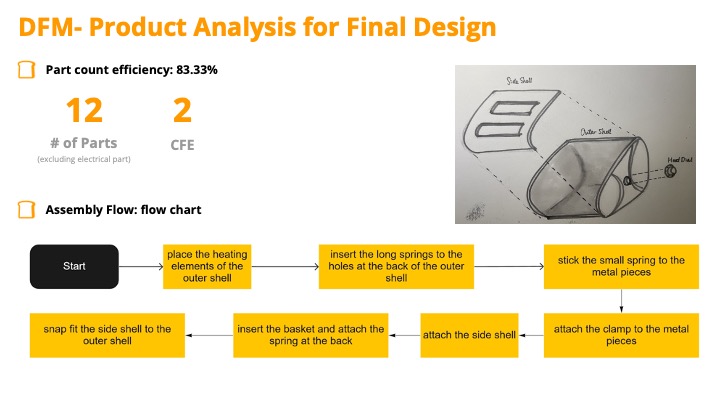 DFM- Product Analysis for Final Design
Part count efficiency: 83.33%
12
2
# of Parts
CFE
(excluding electrical part)
Side Shell
Outer Shell
Heat Dial
Assembly Flow: flow chart
Start
place the heating
elements of the
outer shell
insert the long springs to the
holes at the back of the outer
shell
stick the small spring to the
metal pieces
attach the clamp to the metal
pieces
attach the side shell
insert the basket and attach the
spring at the back
snap fit the side shell to the
outer shell